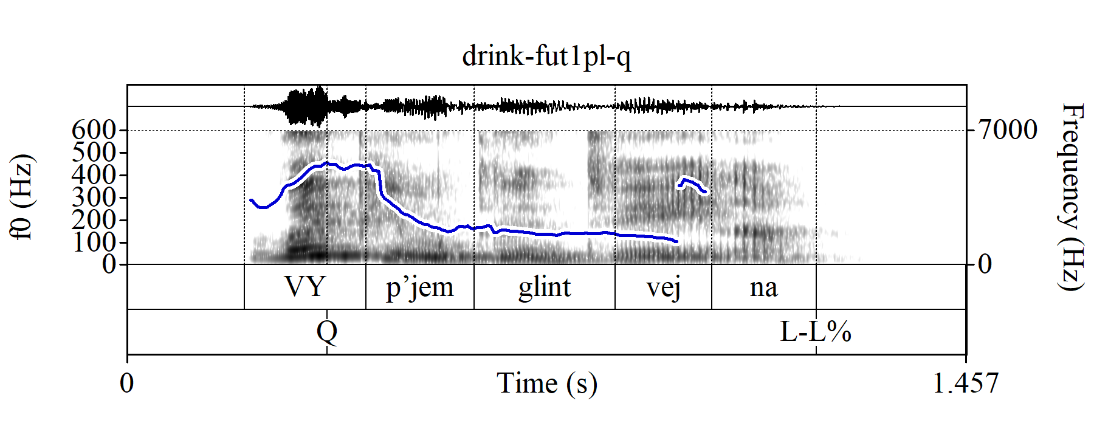 drink-fut1pl-q
600
500
400
300
200
100
0
f0 (Hz)
7000
0
Frequency (Hz)
VY p’jem glint vej na
Q L-L%
0 Time (s) 1.457